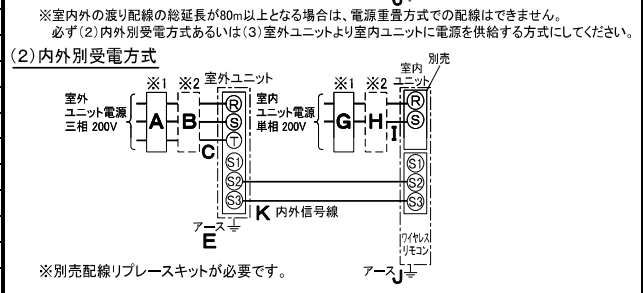 ※室内外の渡り配線の総延長が80m以上となる場合は、電源重畳方式での配線はできません。
必ず(2)内外別受電方式あるいは(3)室外ユニットより室内ユニットに電源を供給する方式にしてください。
(2)内外別受電方式
別売
※1 ※2 室外ユニット ※1 ※2 室内
ユニット
室外
ユニット電源
三相 200V
A B R S T C
室内
ユニット電源
単相 200V
G H R S I
S1 S1
S2 S2
S3 S3
K 内外信号線
アース
E
ワイヤレス
リモコン
※別売配線リプレースキットが必要です。
アース J